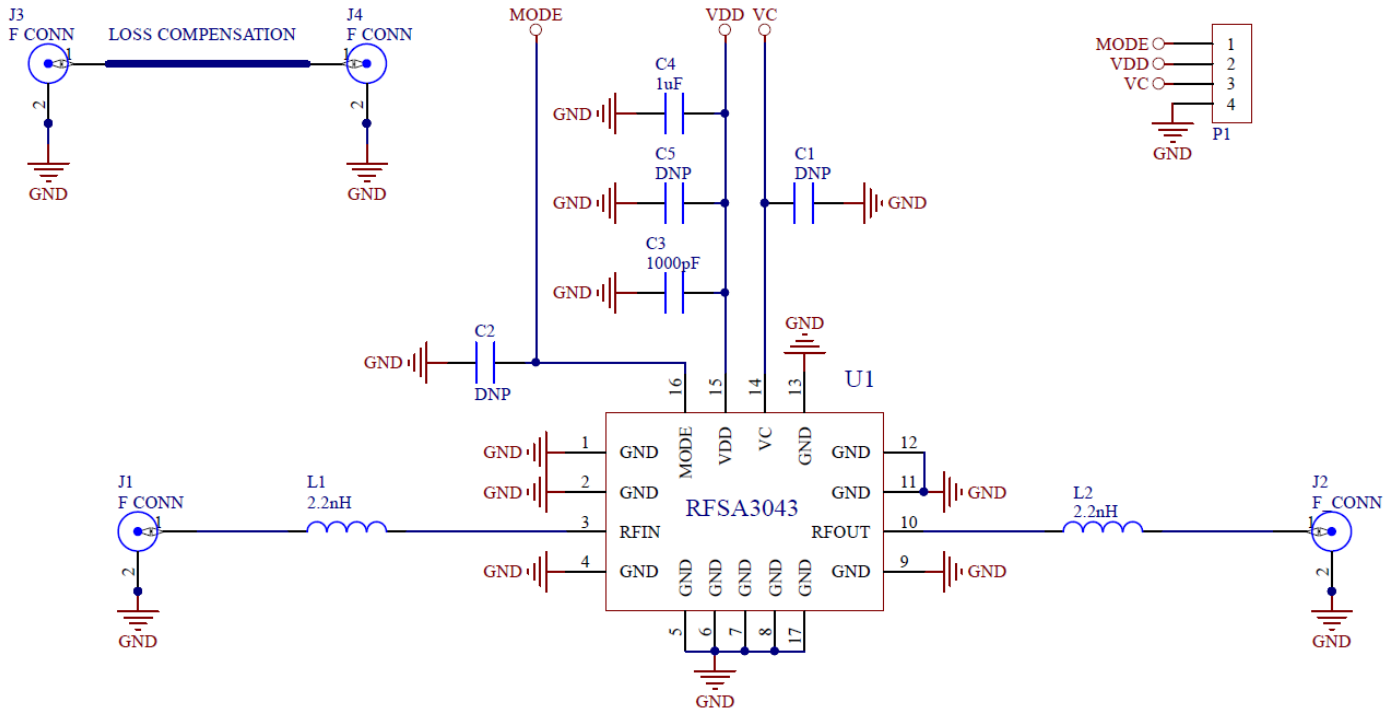 J3
F CONN
LOSS COMPENSATION
J4
F CONN
1
1
2
2
GND
GND
MODE
VDD
VC
C4
1uF
GND
C5
DNP
GND
C3
1000pF
GND
C1
DNP
GND
C2
GND
DNP
MODE
VDD
VC
1
2
3
4
P1
GND
GND
U1
16
15
14
13
MODE
VDD
VC
GND
GND 1 GND
GND 2 GND
3 RFIN
GND 4 GND
RFSA3043
GND 12
GND 11 GND
RFOUT 10
GND 9 GND
GND
GND
GND
GND
GND
5
6
7
8
17
GND
J1
F CONN
1
2
GND
L1
2.2nH
L2
2.2nH
J2
F_CONN
1
2
GND